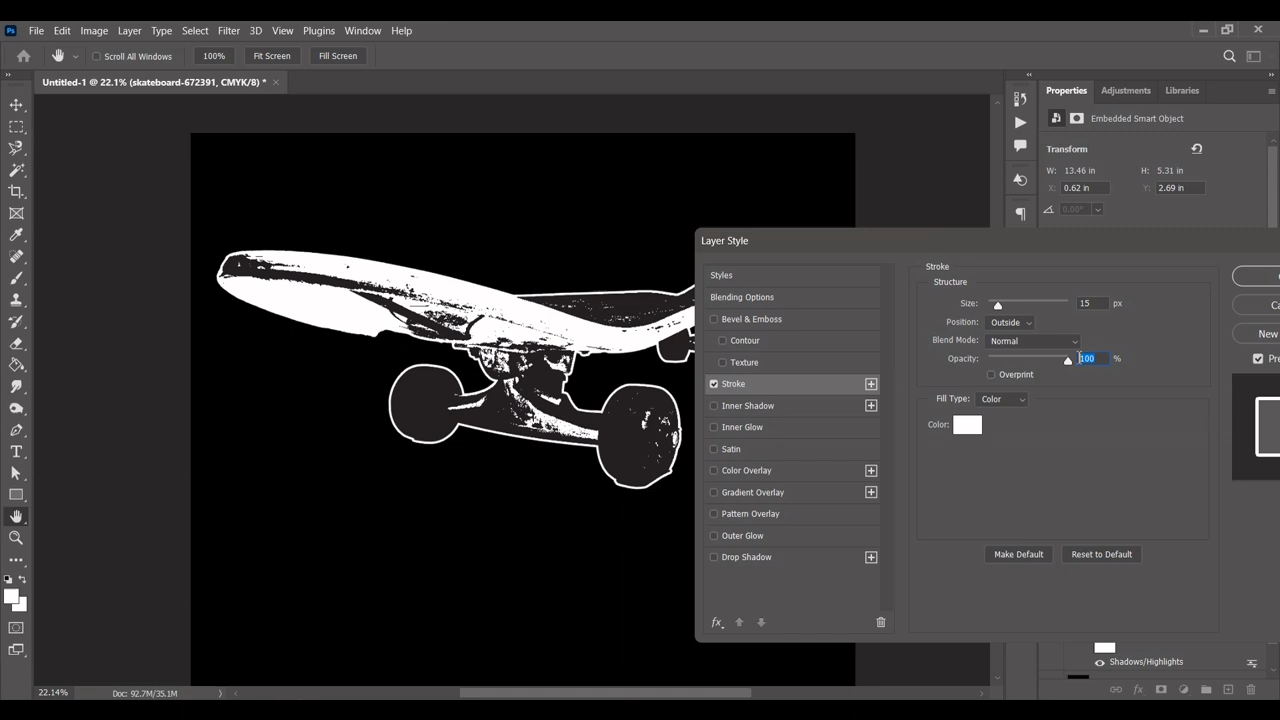 Ps File Edit Image Layer Type Select Filter 3D View Plugins Window Help
Scroll All Windows 100% Fit Screen Fill Screen
Untitled-1 @ 22.1% (skateboard-672391, CMYK/8) *
Properties Adjustments Libraries
Embedded Smart Object
Transform
W: 13.46 in H: 5.31 in
X: 0.62 in Y: 2.69 in
0.00°
Layer Style
Styles
Blending Options
Bevel & Emboss
Contour
Texture
Stroke
Inner Shadow
Inner Glow
Satin
Color Overlay
Gradient Overlay
Pattern Overlay
Outer Glow
Drop Shadow
fx
Stroke
Structure
Size: 15 px
Position: Outside
Blend Mode: Normal
Opacity: 100 %
Overprint
Fill Type: Color
Color:
Make Default Reset to Default
Ca
New
Pre
Shadows/Highlights
22.14% Doc: 92.7M/35.1M
fx